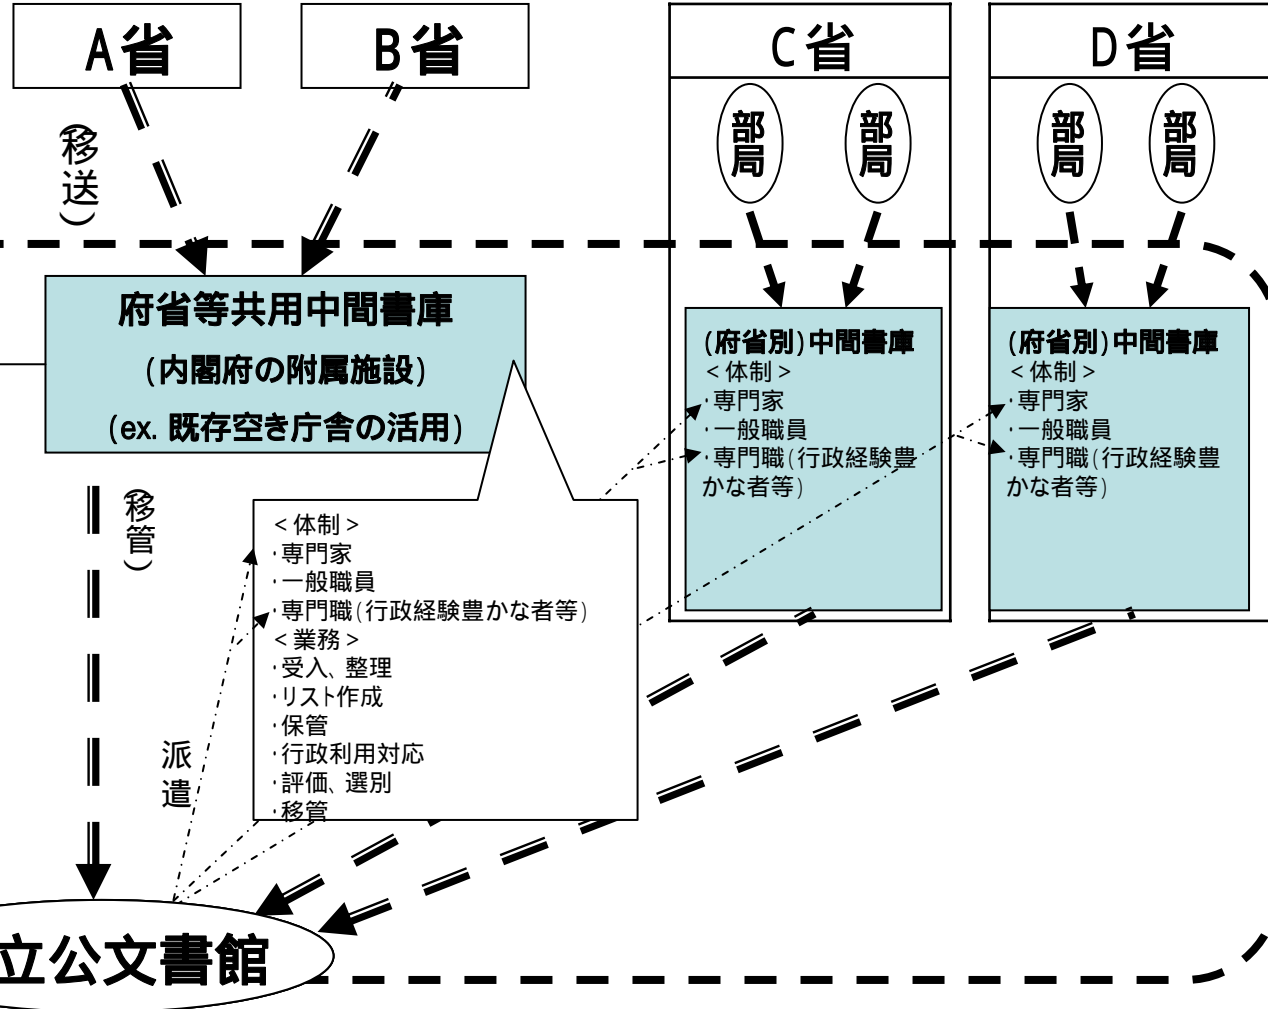 A省
B省
C省
D省
部局
部局
部局
部局
(移送)
府省等共用中間書庫
(内閣府の附属施設)
(ex. 既存空き庁舎の活用)
(府省別)中間書庫
<体制>
・専門家
・一般職員
・専門職(行政経験豊
かな者等)
(府省別)中間書庫
<体制>
・専門家
・一般職員
・専門職(行政経験豊
かな者等)
(移管)
<体制>
・専門家
・一般職員
・専門職(行政経験豊かな者等)
<業務>
・受入、整理
・リスト作成
・保管
・行政利用対応
・評価、選別
・移管
派遣
立公文書館